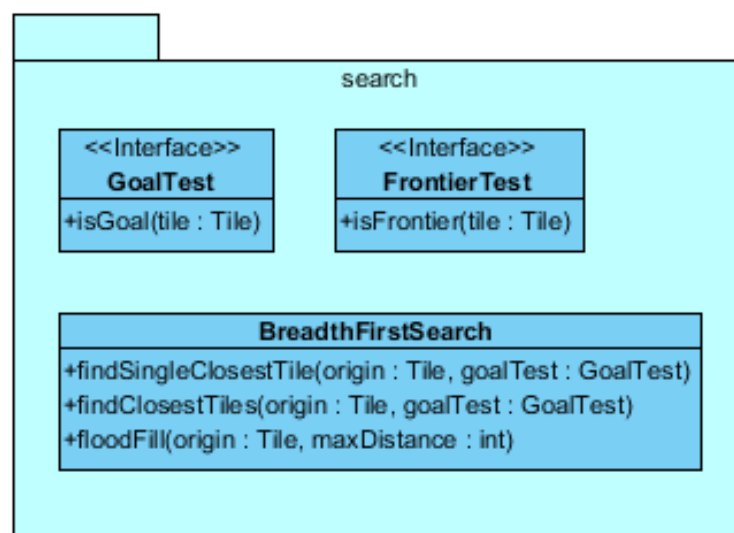 search
<<Interface>>
GoalTest
+isGoal(tile : Tile)
<<Interface>>
FrontierTest
+isFrontier(tile : Tile)
BreadthFirstSearch
+findSingleClosestTile(origin : Tile, goalTest : GoalTest)
+findClosestTiles(origin : Tile, goalTest : GoalTest)
+floodFill(origin : Tile, maxDistance : int)